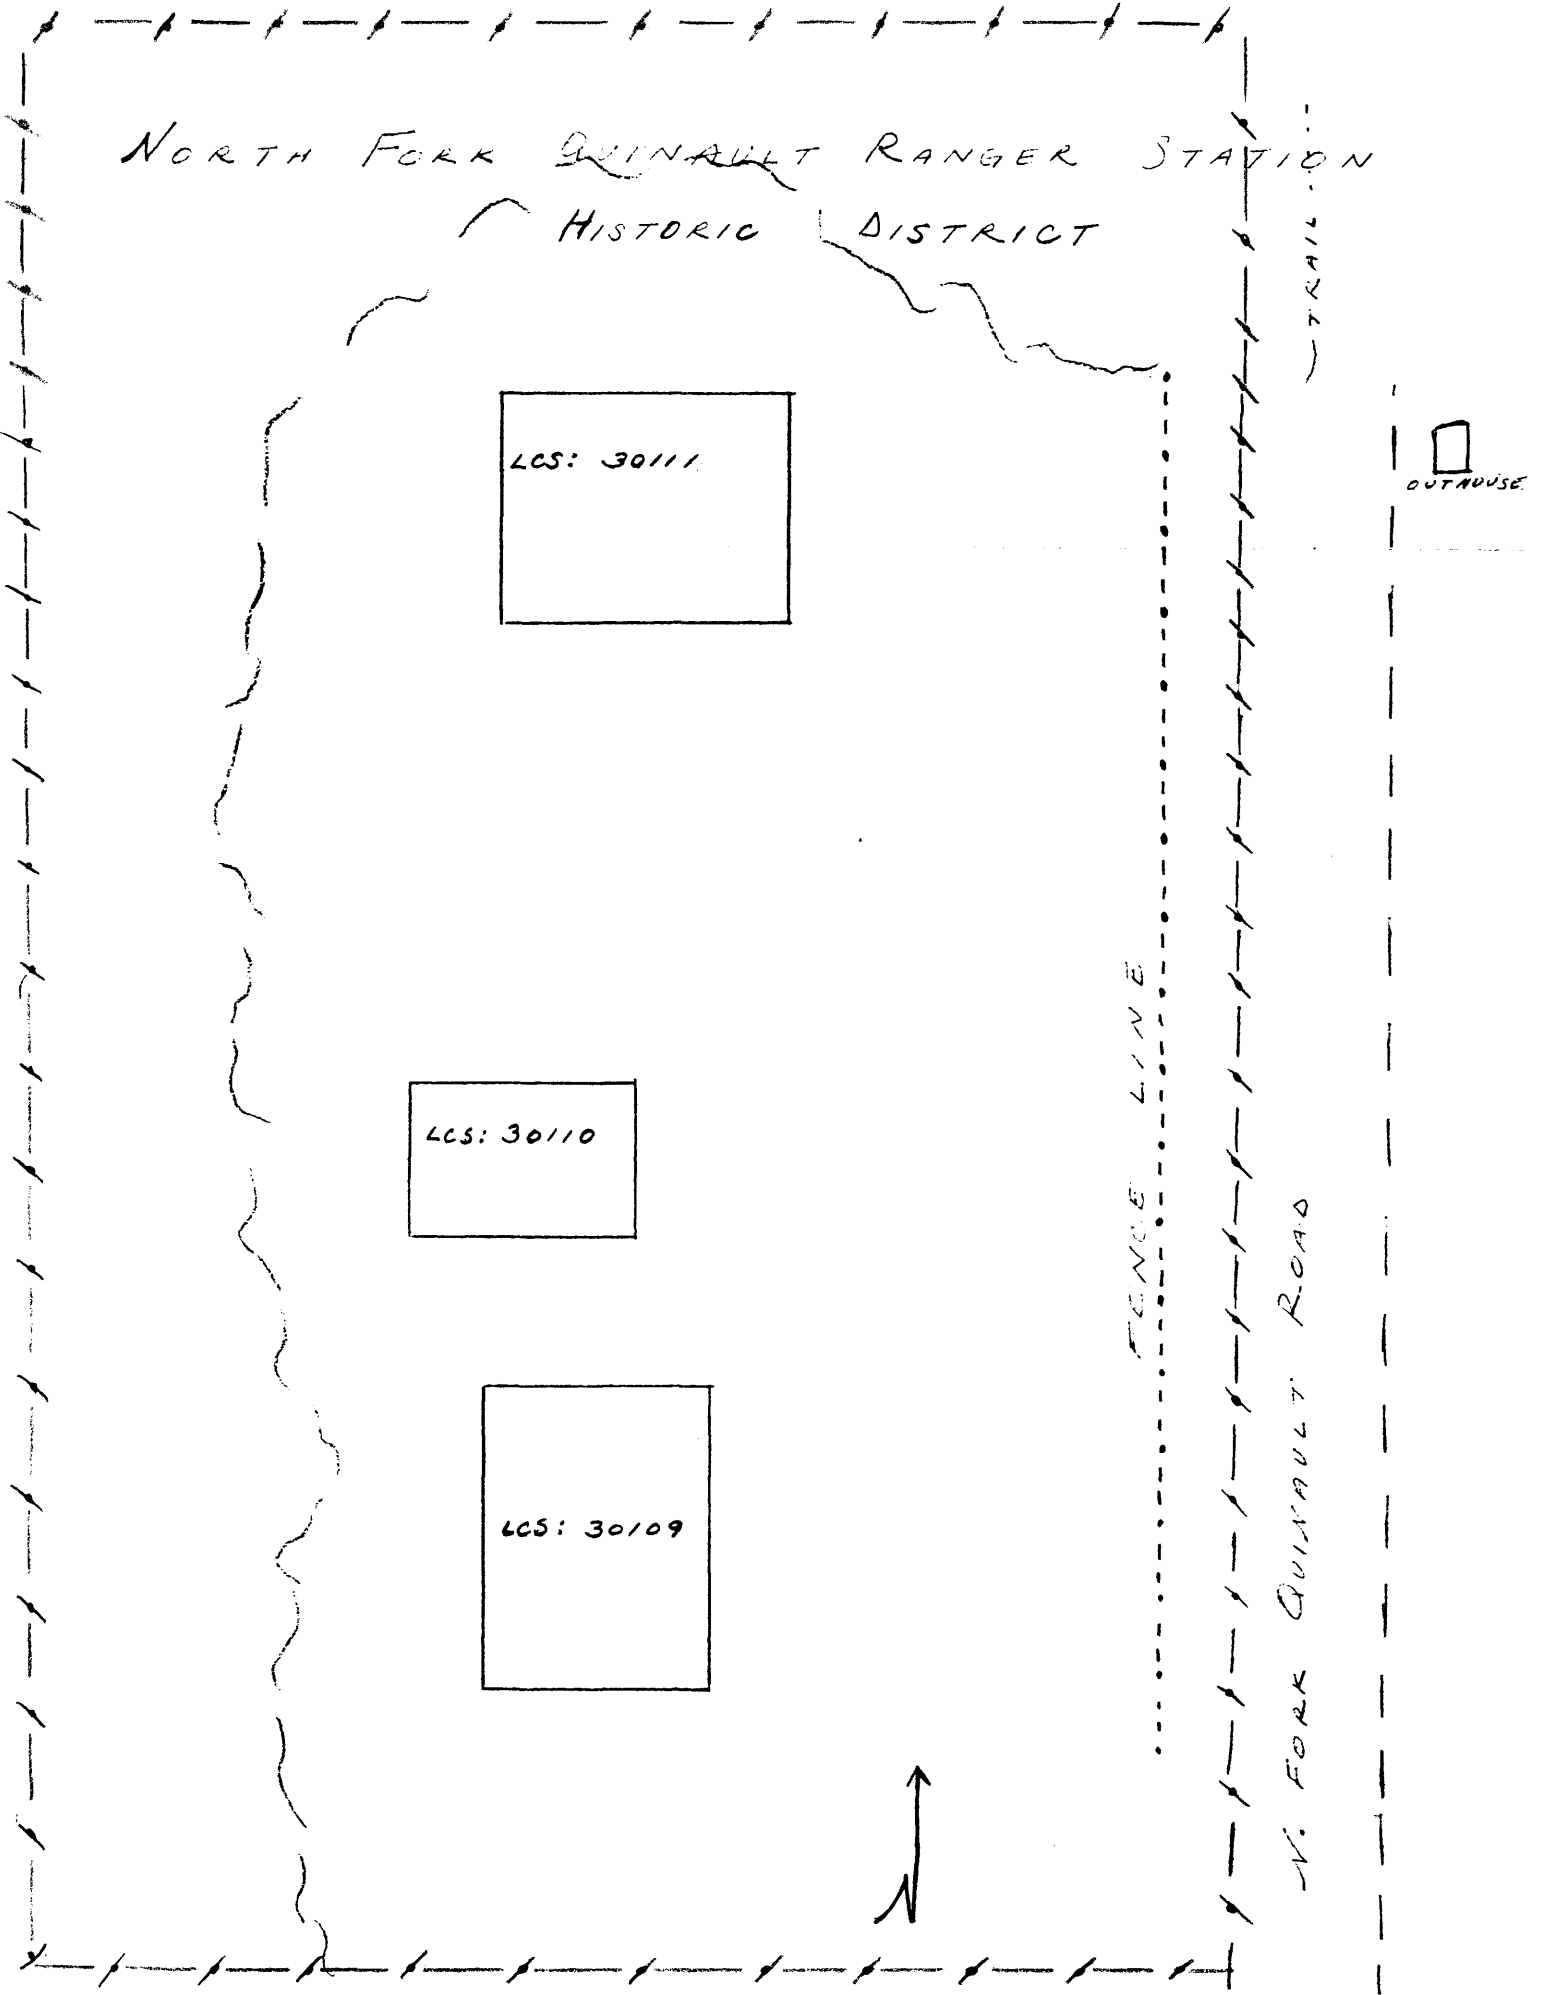 NORTH FORK QUINAULT RANGER STATION
HISTORIC DISTRICT
TRAIL
LCS: 30111
OUTHOUSE
FENCE LINE
LCS: 30110
N. FORK QUINAULT ROAD
LCS: 30109
N